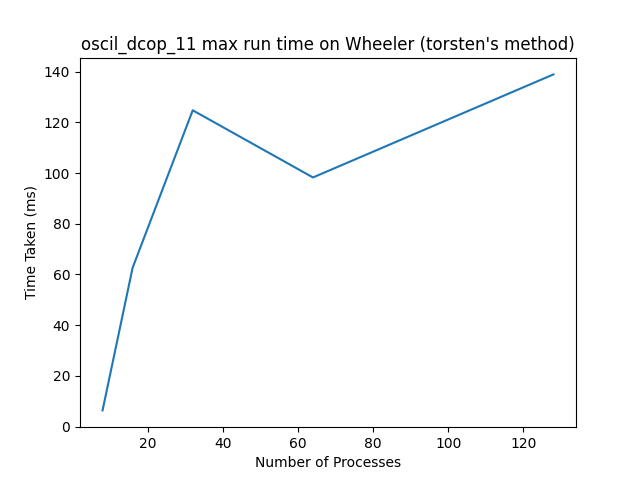 oscil_dcop_11 max run time on Wheeler (torsten's method)
140
120
100
80
60
40
20
0
Time Taken (ms)
20 40 60 80 100 120
Number of Processes